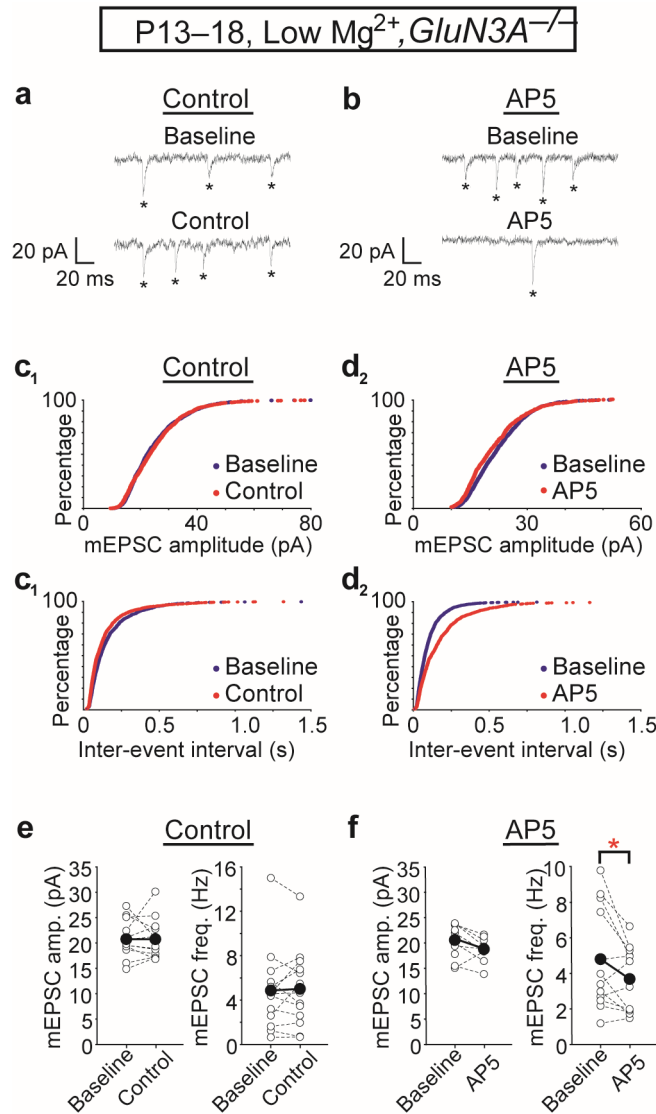 P13–18, Low Mg2+, GluN3A–/–
a Control
Baseline
* * *
Control
20 pA
20 ms
* * * *
b AP5
Baseline
* * * * *
AP5
20 pA
20 ms
*
c1 Control
100
Percentage
Baseline
Control
0 40 80
mEPSC amplitude (pA)
d2 AP5
100
Percentage
Baseline
AP5
0 30 60
mEPSC amplitude (pA)
c1
100
Percentage
Baseline
Control
0 0.5 1.0 1.5
Inter-event interval (s)
d2
100
Percentage
Baseline
AP5
0 0.5 1.0 1.5
Inter-event interval (s)
e Control
mEPSC amp. (pA)
35
30
25
20
15
10
5
0
Baseline
Control
mEPSC freq. (Hz)
16
12
8
4
0
Baseline
Control
f AP5
mEPSC amp. (pA)
35
30
25
20
15
10
5
0
Baseline
AP5
*
mEPSC freq. (Hz)
10
8
6
4
2
0
Baseline
AP5